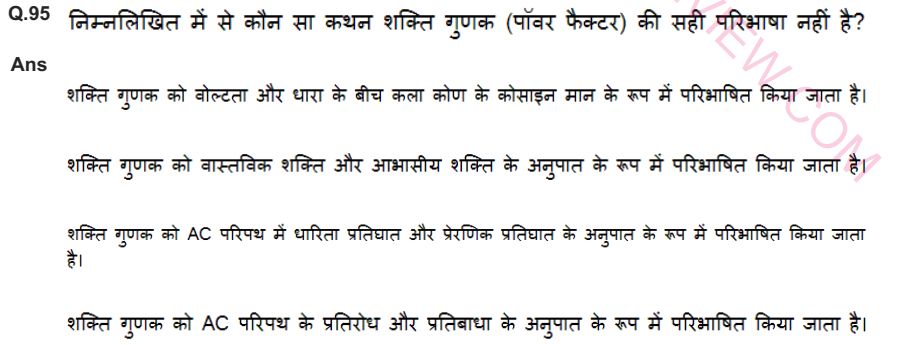 Q.95 निम्नलिखित में से कौन सा कथन शक्ति गुणक (पॉवर फैक्टर) की सही परिभाषा नहीं है?
Ans
शक्ति गुणक को वोल्टता और धारा के बीच कला कोण के कोसाइन मान के रूप में परिभाषित किया जाता है।
शक्ति गुणक को वास्तविक शक्ति और आभासीय शक्ति के अनुपात के रूप में परिभाषित किया जाता है।
शक्ति गुणक को AC परिपथ में धारिता प्रतिघात और प्रेरणिक प्रतिघात के अनुपात के रूप में परिभाषित किया जाता
है।
शक्ति गुणक को AC परिपथ के प्रतिरोध और प्रतिबाधा के अनुपात के रूप में परिभाषित किया जाता है।
VIEW.COM